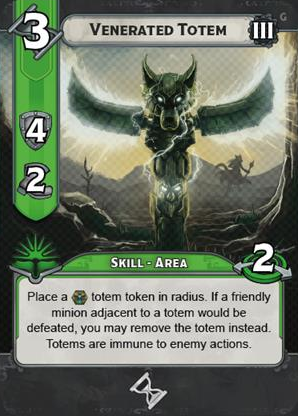 G
3
VENERATED TOTEM
III
4
2
SKILL - AREA
2
Place a totem token in radius. If a friendly
minion adjacent to a totem would be
defeated, you may remove the totem instead.
Totems are immune to enemy actions.